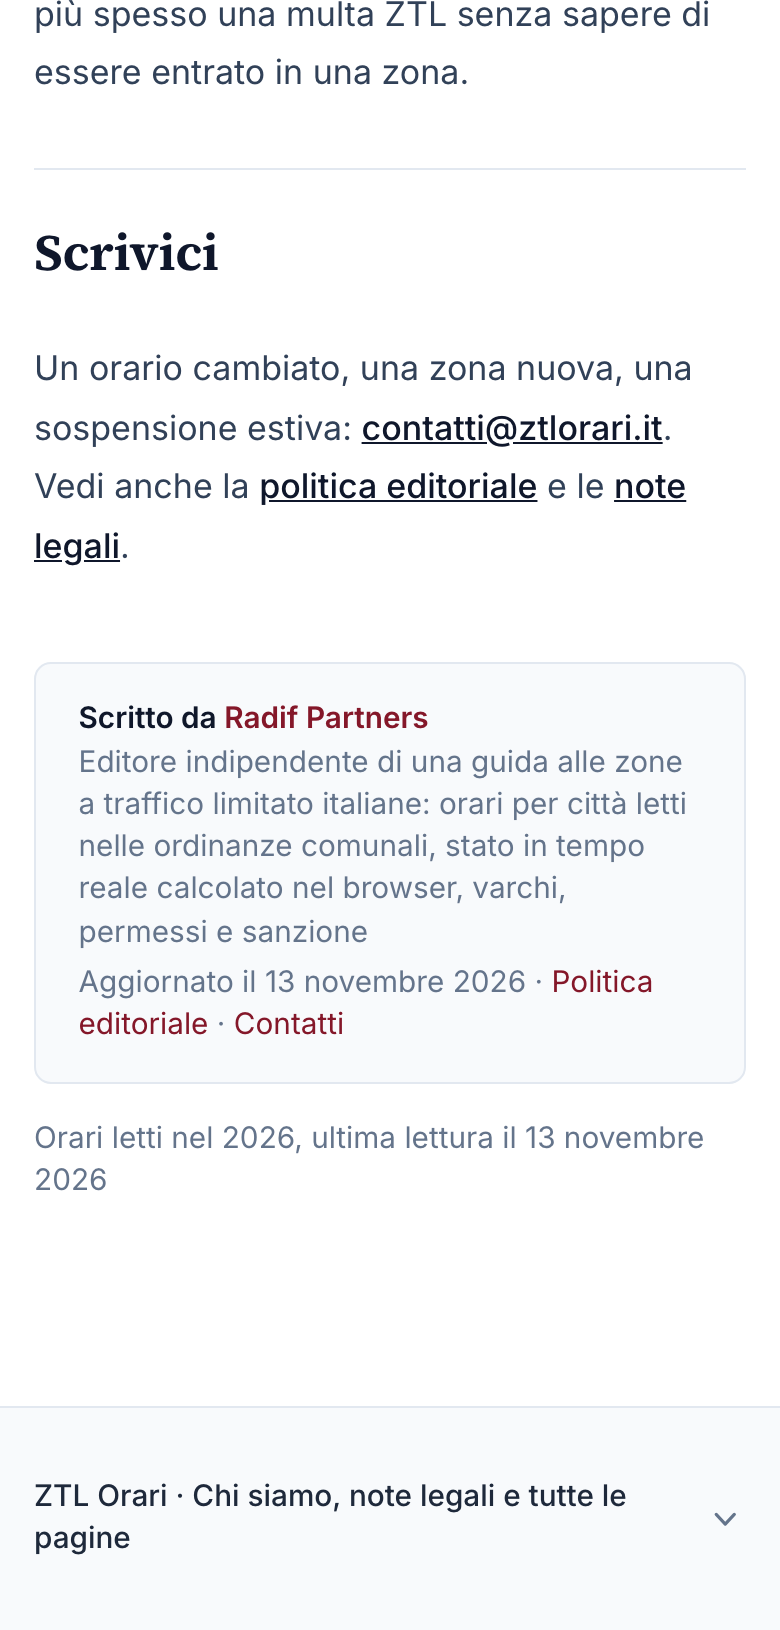 più spesso una multa ZTL senza sapere di
essere entrato in una zona.
Scrivici
Un orario cambiato, una zona nuova, una
sospensione estiva: contatti@ztlorari.it.
Vedi anche la politica editoriale e le note
legali.
Scritto da Radif Partners
Editore indipendente di una guida alle zone
a traffico limitato italiane: orari per città letti
nelle ordinanze comunali, stato in tempo
reale calcolato nel browser, varchi,
permessi e sanzione
Aggiornato il 13 novembre 2026 · Politica
editoriale · Contatti
Orari letti nel 2026, ultima lettura il 13 novembre
2026
ZTL Orari · Chi siamo, note legali e tutte le
pagine